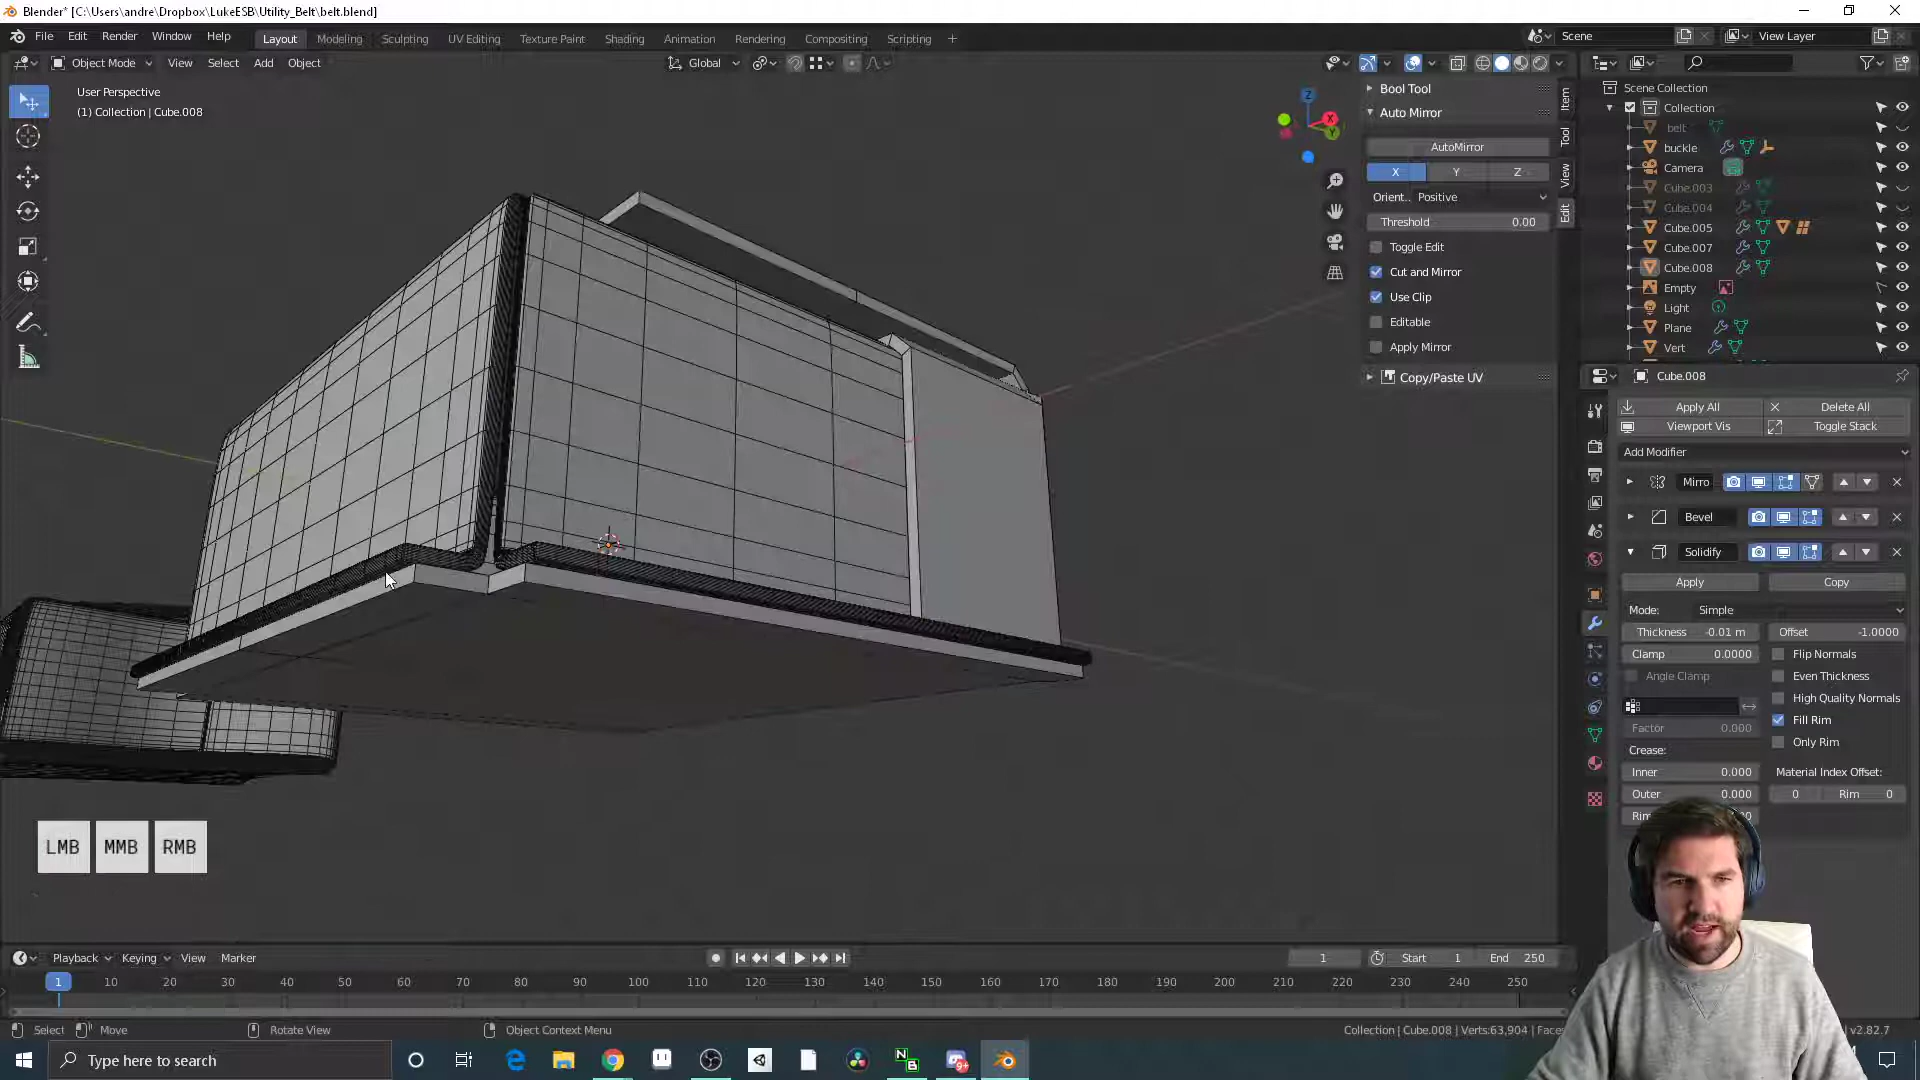 Blender* [C:\Users\andre\Dropbox\LukeESB\Utility_Belt\belt.blend]
File Edit Render Window Help Layout Modeling Sculpting UV Editing Texture Paint Shading Animation Rendering Compositing Scripting Scene View Layer
Object Mode View Select Add Object Global
User Perspective
(1) Collection | Cube.008
Bool Tool
Auto Mirror
AutoMirror
X Y Z
Orient.. Positive
Threshold 0.00
Toggle Edit
Cut and Mirror
Use Clip
Editable
Apply Mirror
Copy/Paste UV
Item
Tool
View
Edit
Z
X
Y
Scene Collection
Collection
belt
buckle
Camera
Cube.003
Cube.004
Cube.005
Cube.007
Cube.008
Empty
Light
Plane
Vert
Cube.008
Apply All Delete All
Viewport Vis Toggle Stack
Add Modifier
Mirro
Bevel
Solidify
Apply Copy
Mode: Simple
Thickness -0.01 m Offset -1.0000
Clamp 0.0000 Flip Normals
Angle Clamp Even Thickness
High Quality Normals
Fill Rim
Factor 0.000
Only Rim
Crease:
Inner 0.000 Material Index Offset:
Outer 0.000 0 Rim 0
LMB MMB RMB
Playback Keying View Marker 1 Start 1 End 250
1 10 20 30 40 50 60 70 80 90 100 110 120 130 140 150 160 170 180 190 200 210 220 230 240 250
Select Move Rotate View Object Context Menu Collection | Cube.008 | Verts:63,904 | v2.82.7
Type here to search